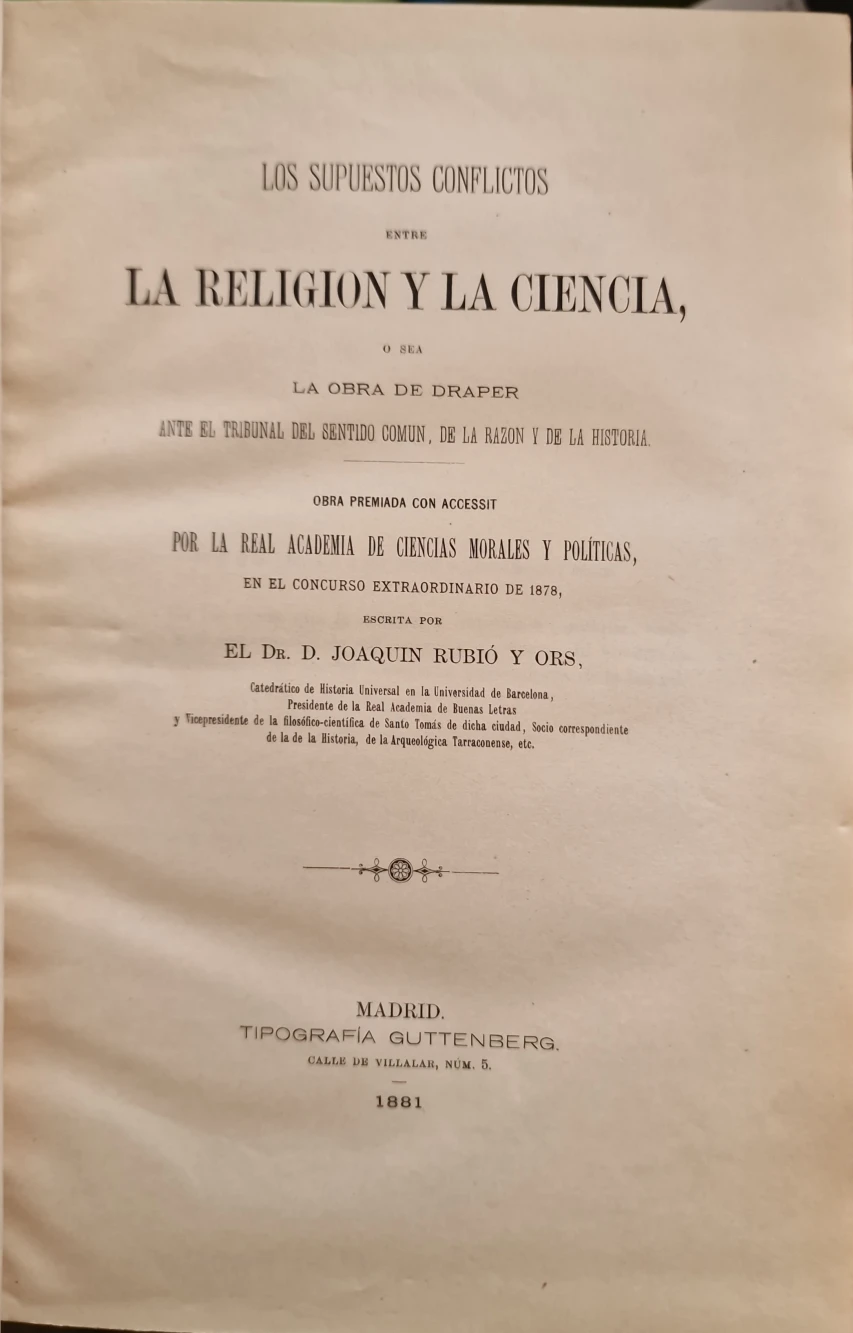 LOS SUPUESTOS CONFLICTOS
ENTRE
LA RELIGION Y LA CIENCIA,
O SEA
LA OBRA DE DRAPER
ANTE EL TRIBUNAL DEL SENTIDO COMUN, DE LA RAZON Y DE LA HISTORIA.
OBRA PREMIADA CON ACCESSIT
POR LA REAL ACADEMIA DE CIENCIAS MORALES Y POLÍTICAS,
EN EL CONCURSO EXTRAORDINARIO DE 1878,
ESCRITA POR
EL DR. D. JOAQUIN RUBIÓ Y ORS,
Catedrático de Historia Universal en la Universidad de Barcelona,
Presidente de la Real Academia de Buenas Letras
y Vicepresidente de la filosófico-científica de Santo Tomás de dicha ciudad, Socio correspondiente
de la de la Historia, de la Arqueológica Tarraconense, etc.
MADRID.
TIPOGRAFÍA GUTTENBERG.
CALLE DE VILLALAR, NÚM. 5.
1881